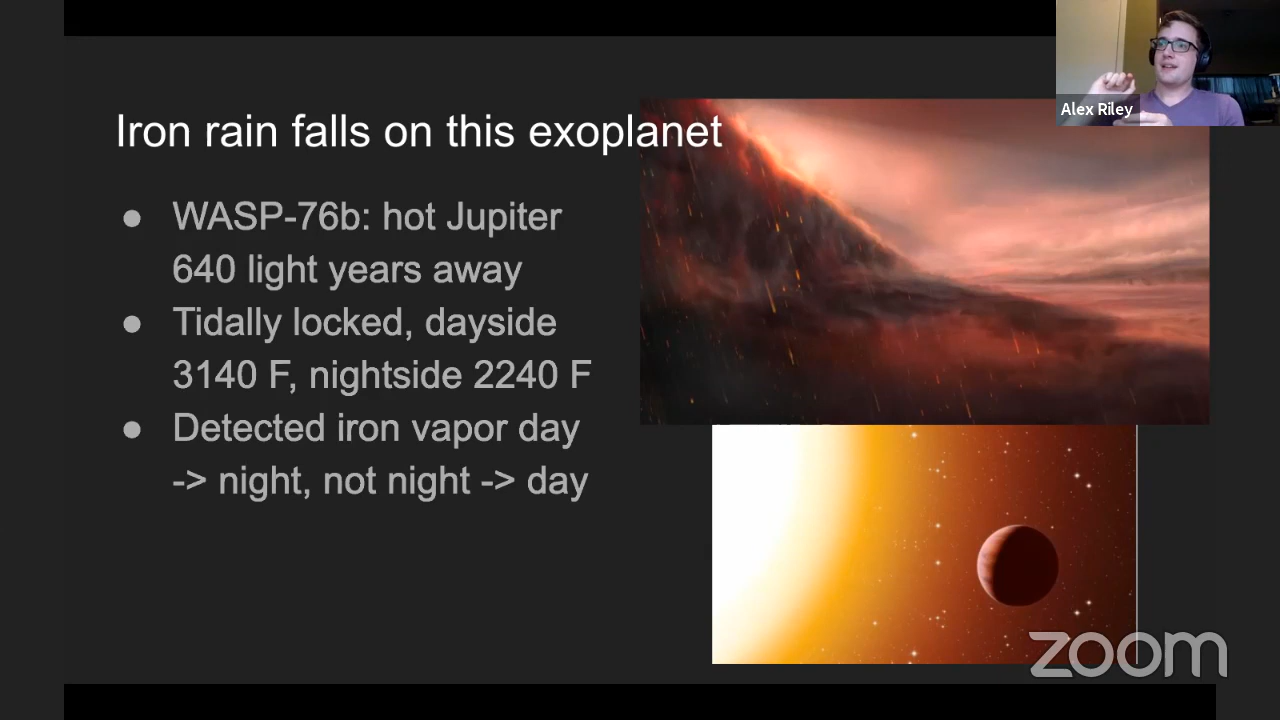 Alex Riley
Iron rain falls on this exoplanet
● WASP-76b: hot Jupiter
640 light years away
● Tidally locked, dayside
3140 F, nightside 2240 F
● Detected iron vapor day
-> night, not night -> day
zoom